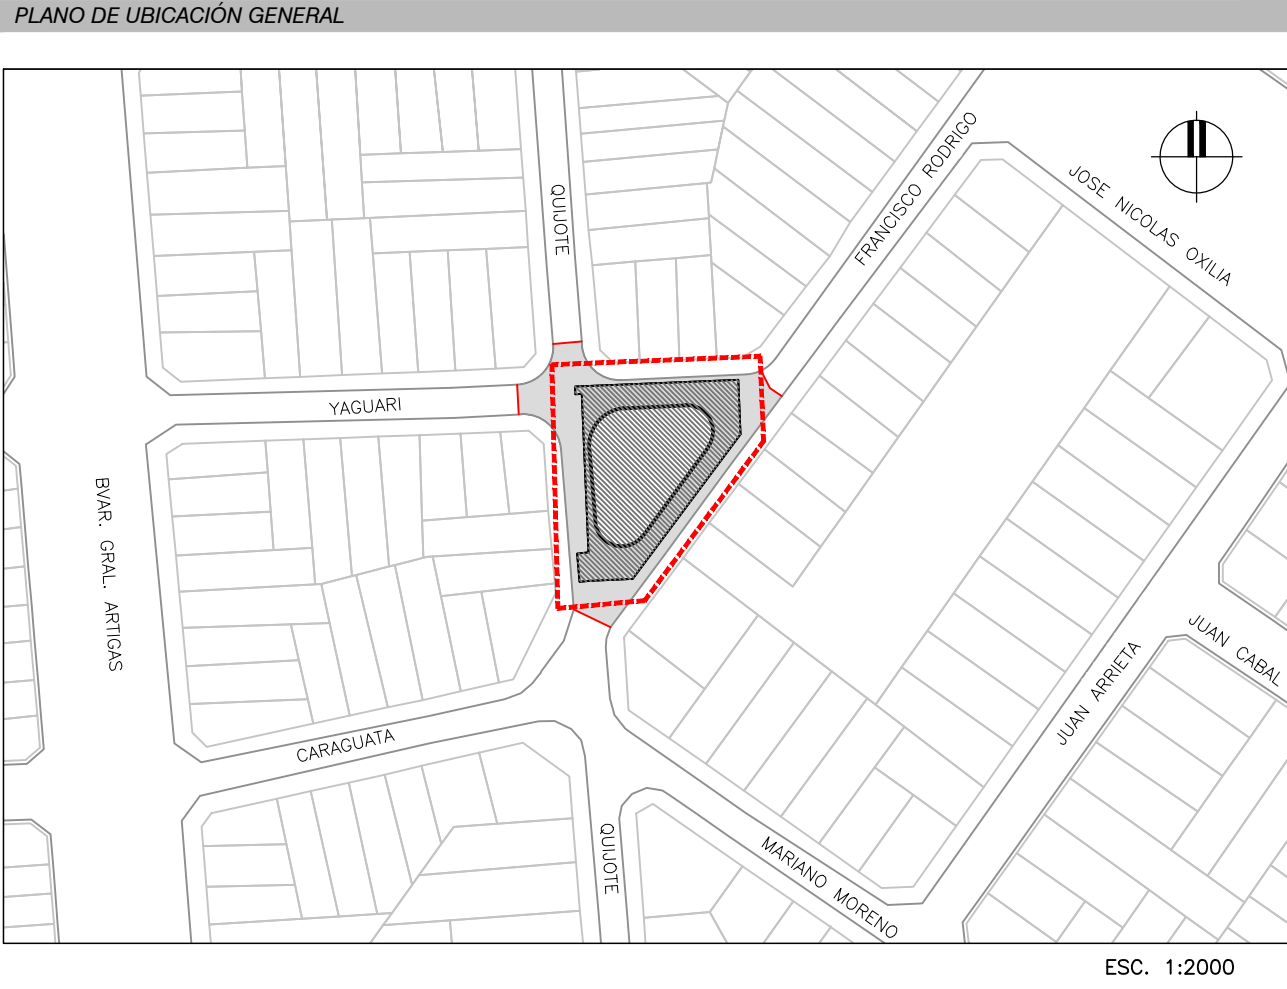 PLANO DE UBICACIÓN GENERAL
FRANCISCO RODRIGO
JOSE NICOLAS OXILIA
QUIJOTE
YAGUARI
BVAR. GRAL. ARTIGAS
JUAN CABAL
JUAN ARRIETA
CARAGUATA
QUIJOTE
MARIANO MORENO
ESC. 1:2000